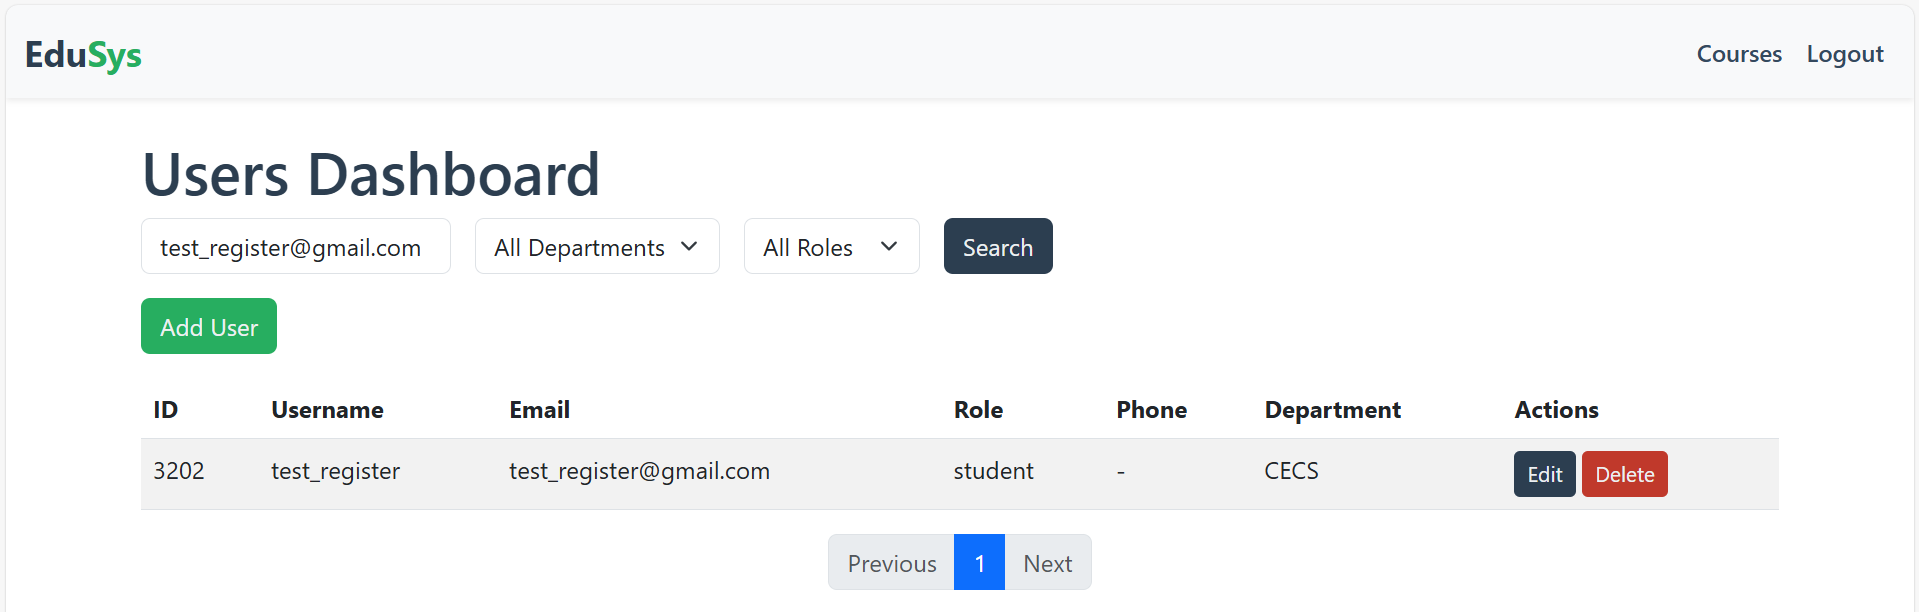 EduSys Courses Logout
Users Dashboard
test_register@gmail.com All Departments All Roles Search
Add User
ID Username Email Role Phone Department Actions
3202 test_register test_register@gmail.com student - CECS Edit Delete
Previous 1 Next